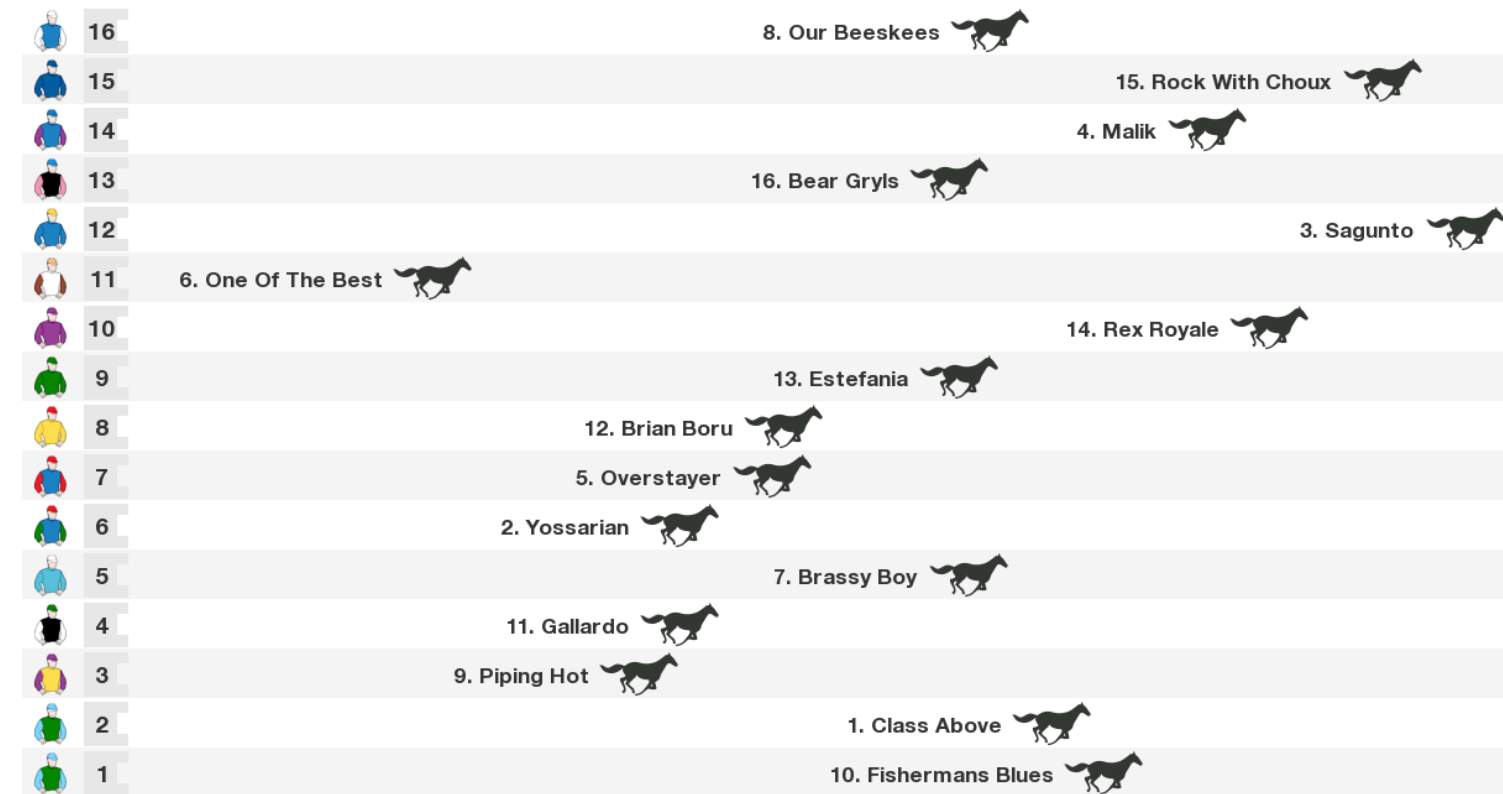 16 8. Our Beeskees
15 15. Rock With Choux
14 4. Malik
13 16. Bear Gryls
12 3. Sagunto
11 6. One Of The Best
10 14. Rex Royale
9 13. Estefania
8 12. Brian Boru
7 5. Overstayer
6 2. Yossarian
5 7. Brassy Boy
4 11. Gallardo
3 9. Piping Hot
2 1. Class Above
1 10. Fishermans Blues